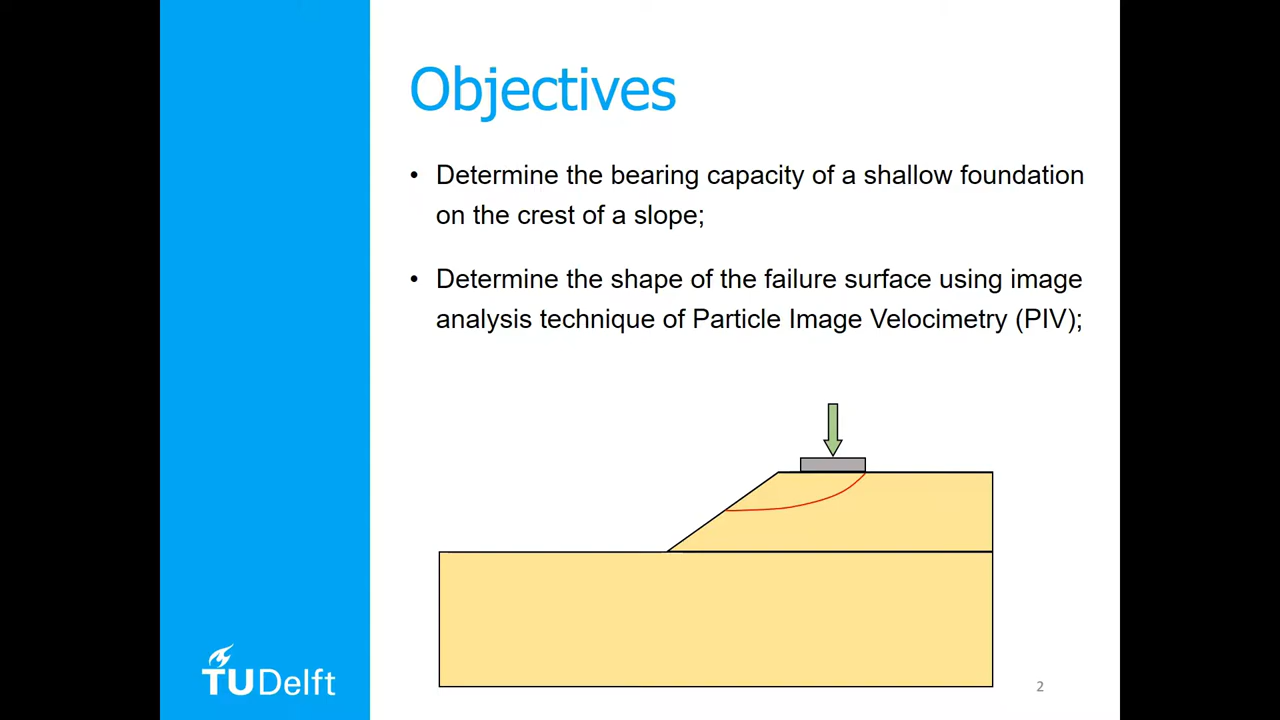 Objectives
• Determine the bearing capacity of a shallow foundation
on the crest of a slope;
• Determine the shape of the failure surface using image
analysis technique of Particle Image Velocimetry (PIV);
TUDelft
2